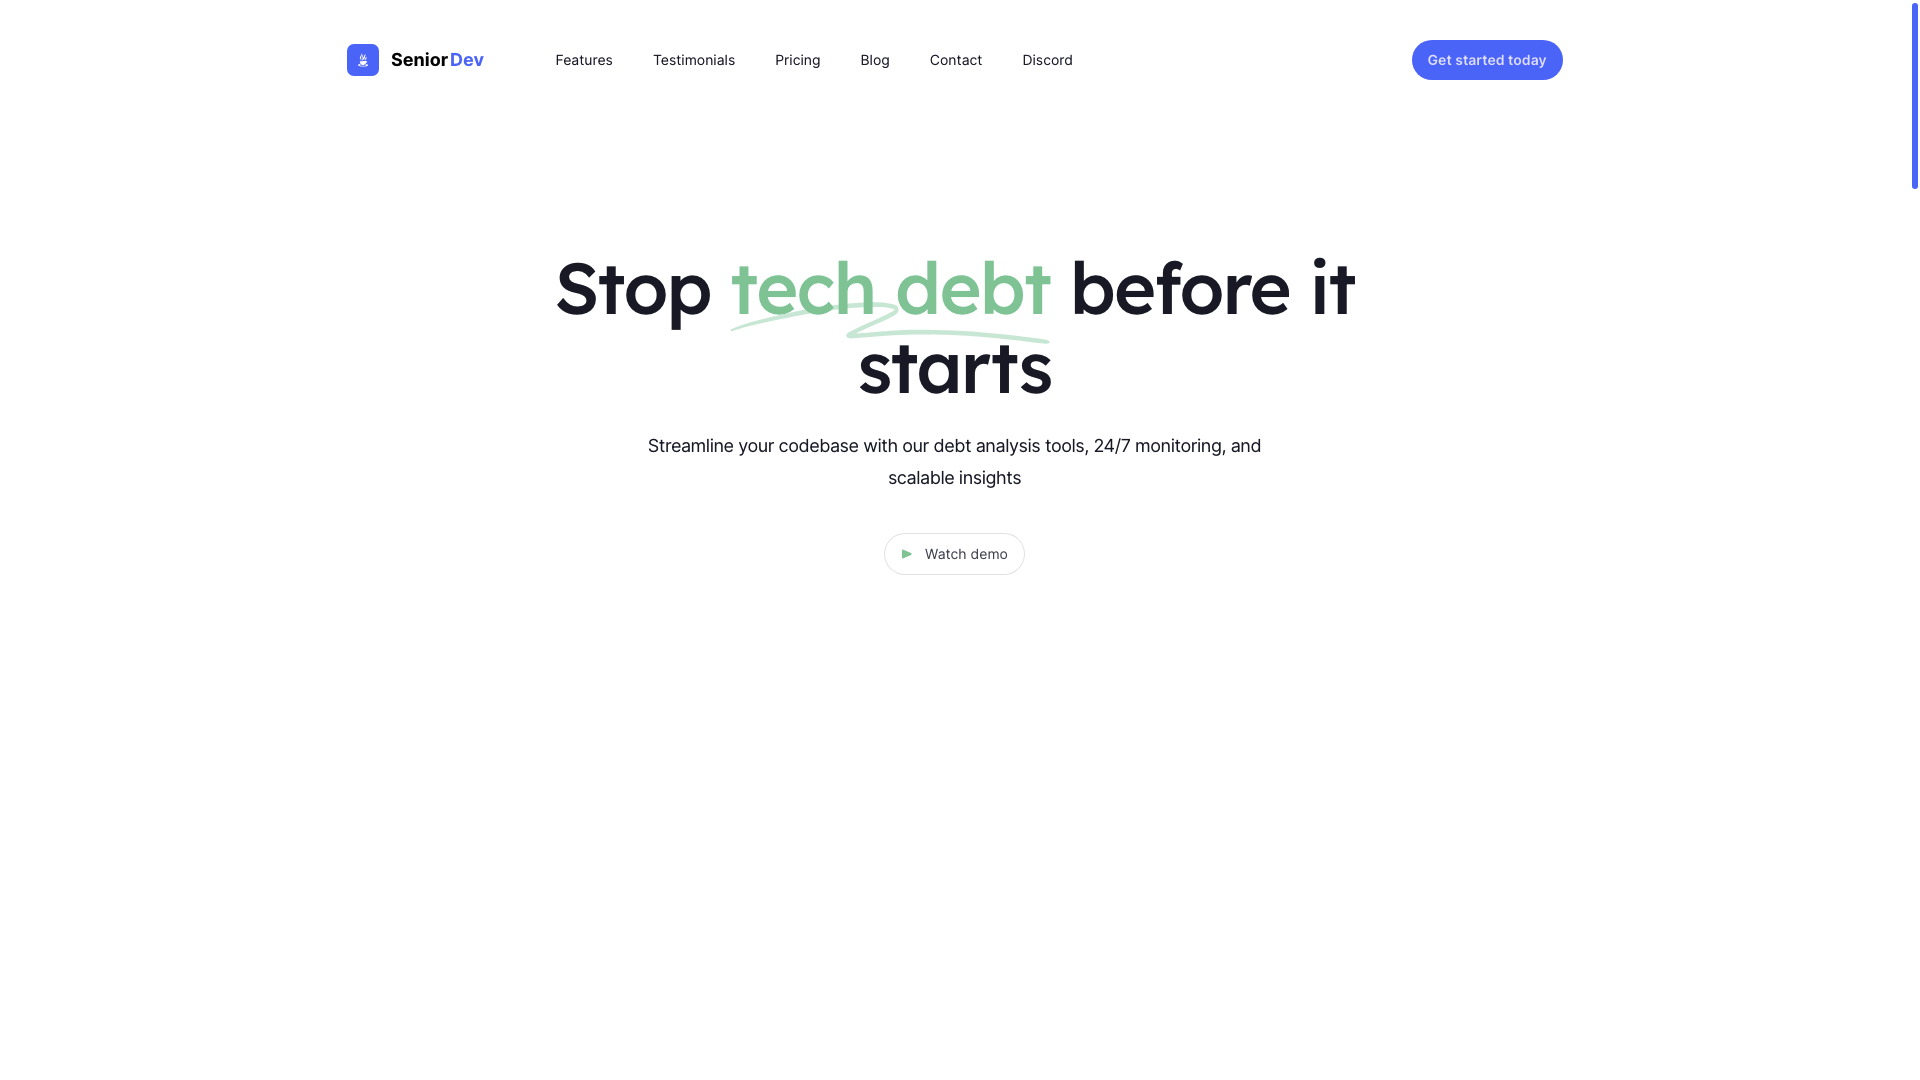 SeniorDev
Features
Testimonials
Pricing
Blog
Contact
Discord
Get started today
Stop tech debt before it
starts
Streamline your codebase with our debt analysis tools, 24/7 monitoring, and
scalable insights
Watch demo